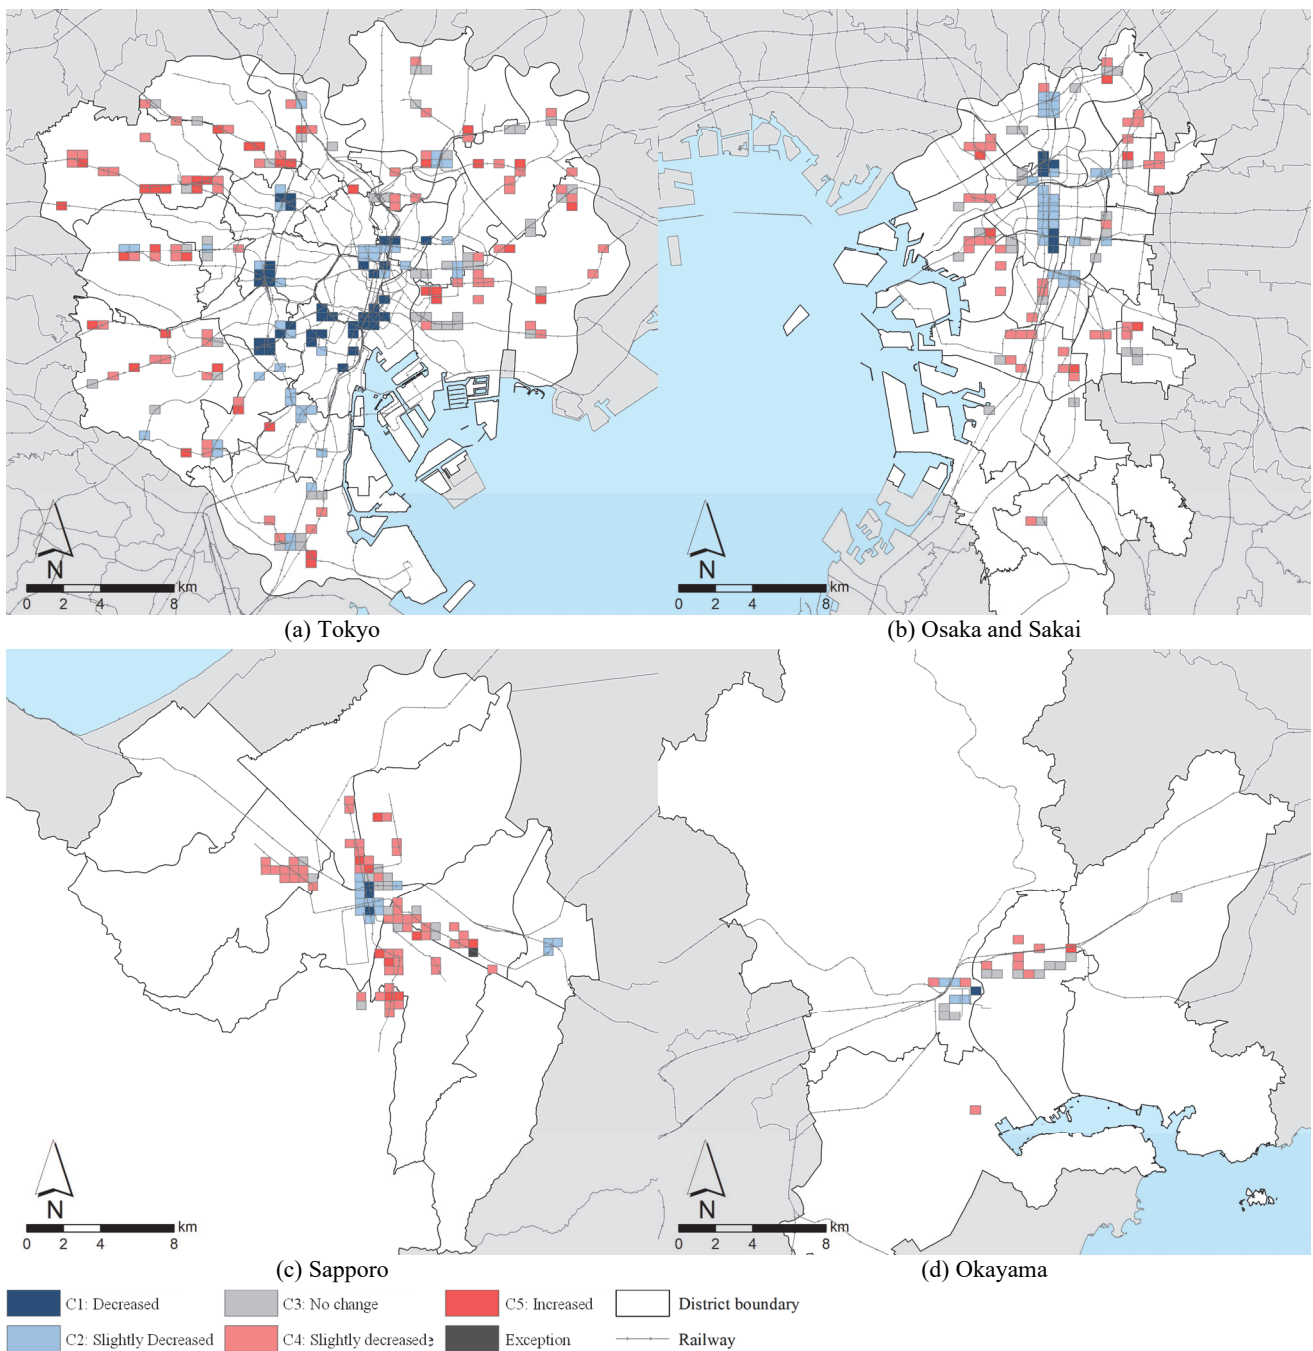 N
km
0 2 4 8
N
km
0 2 4 8
(a) Tokyo
(b) Osaka and Sakai
N
km
0 2 4 8
N
km
0 2 4 8
(c) Sapporo
(d) Okayama
C1: Decreased
C3: No change
C5: Increased
District boundary
C2: Slightly Decreased
C4: Slightly decreased
Exception
Railway